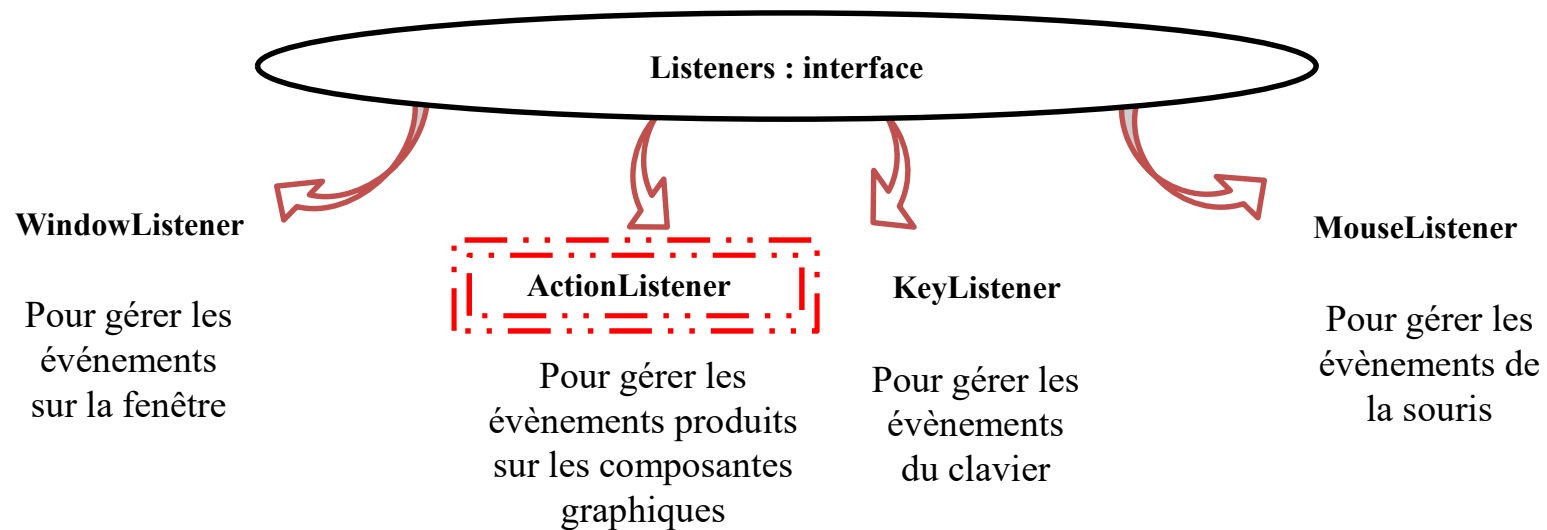 Listeners : interface
WindowListener
Pour gérer les
événements
sur la fenêtre
ActionListener
Pour gérer les
évènements produits
sur les composantes
graphiques
KeyListener
Pour gérer les
évènements
du clavier
MouseListener
Pour gérer les
évènements de
la souris